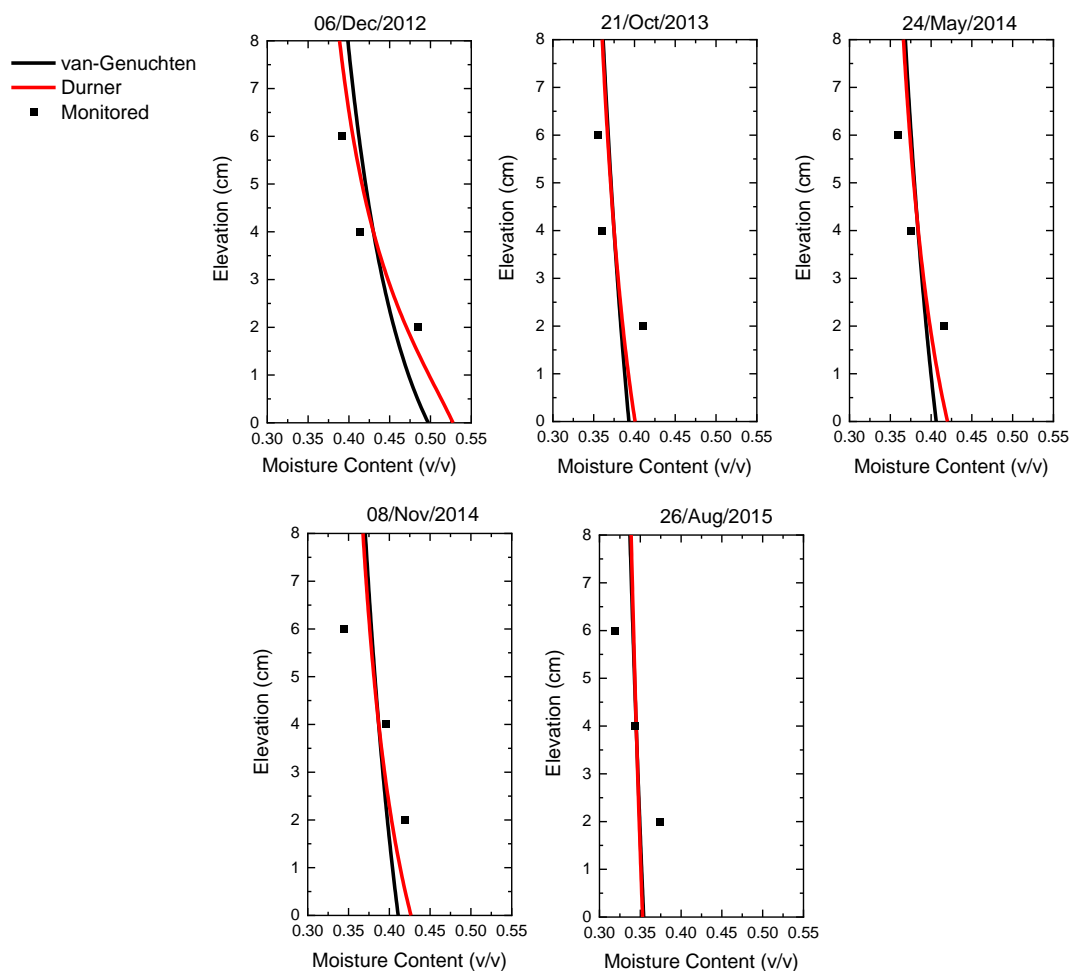 van-Genuchten
Durner
Monitored
06/Dec/2012
8
7
6
5
4
3
2
1
0
0.30 0.35 0.40 0.45 0.50 0.55
Elevation (cm)
Moisture Content (v/v)
21/Oct/2013
8
7
6
5
4
3
2
1
0
0.30 0.35 0.40 0.45 0.50 0.55
Elevation (cm)
Moisture Content (v/v)
24/May/2014
8
7
6
5
4
3
2
1
0
0.30 0.35 0.40 0.45 0.50 0.55
Elevation (cm)
Moisture Content (v/v)
08/Nov/2014
8
7
6
5
4
3
2
1
0
0.30 0.35 0.40 0.45 0.50 0.55
Elevation (cm)
Moisture Content (v/v)
26/Aug/2015
8
7
6
5
4
3
2
1
0
0.30 0.35 0.40 0.45 0.50 0.55
Elevation (cm)
Moisture Content (v/v)